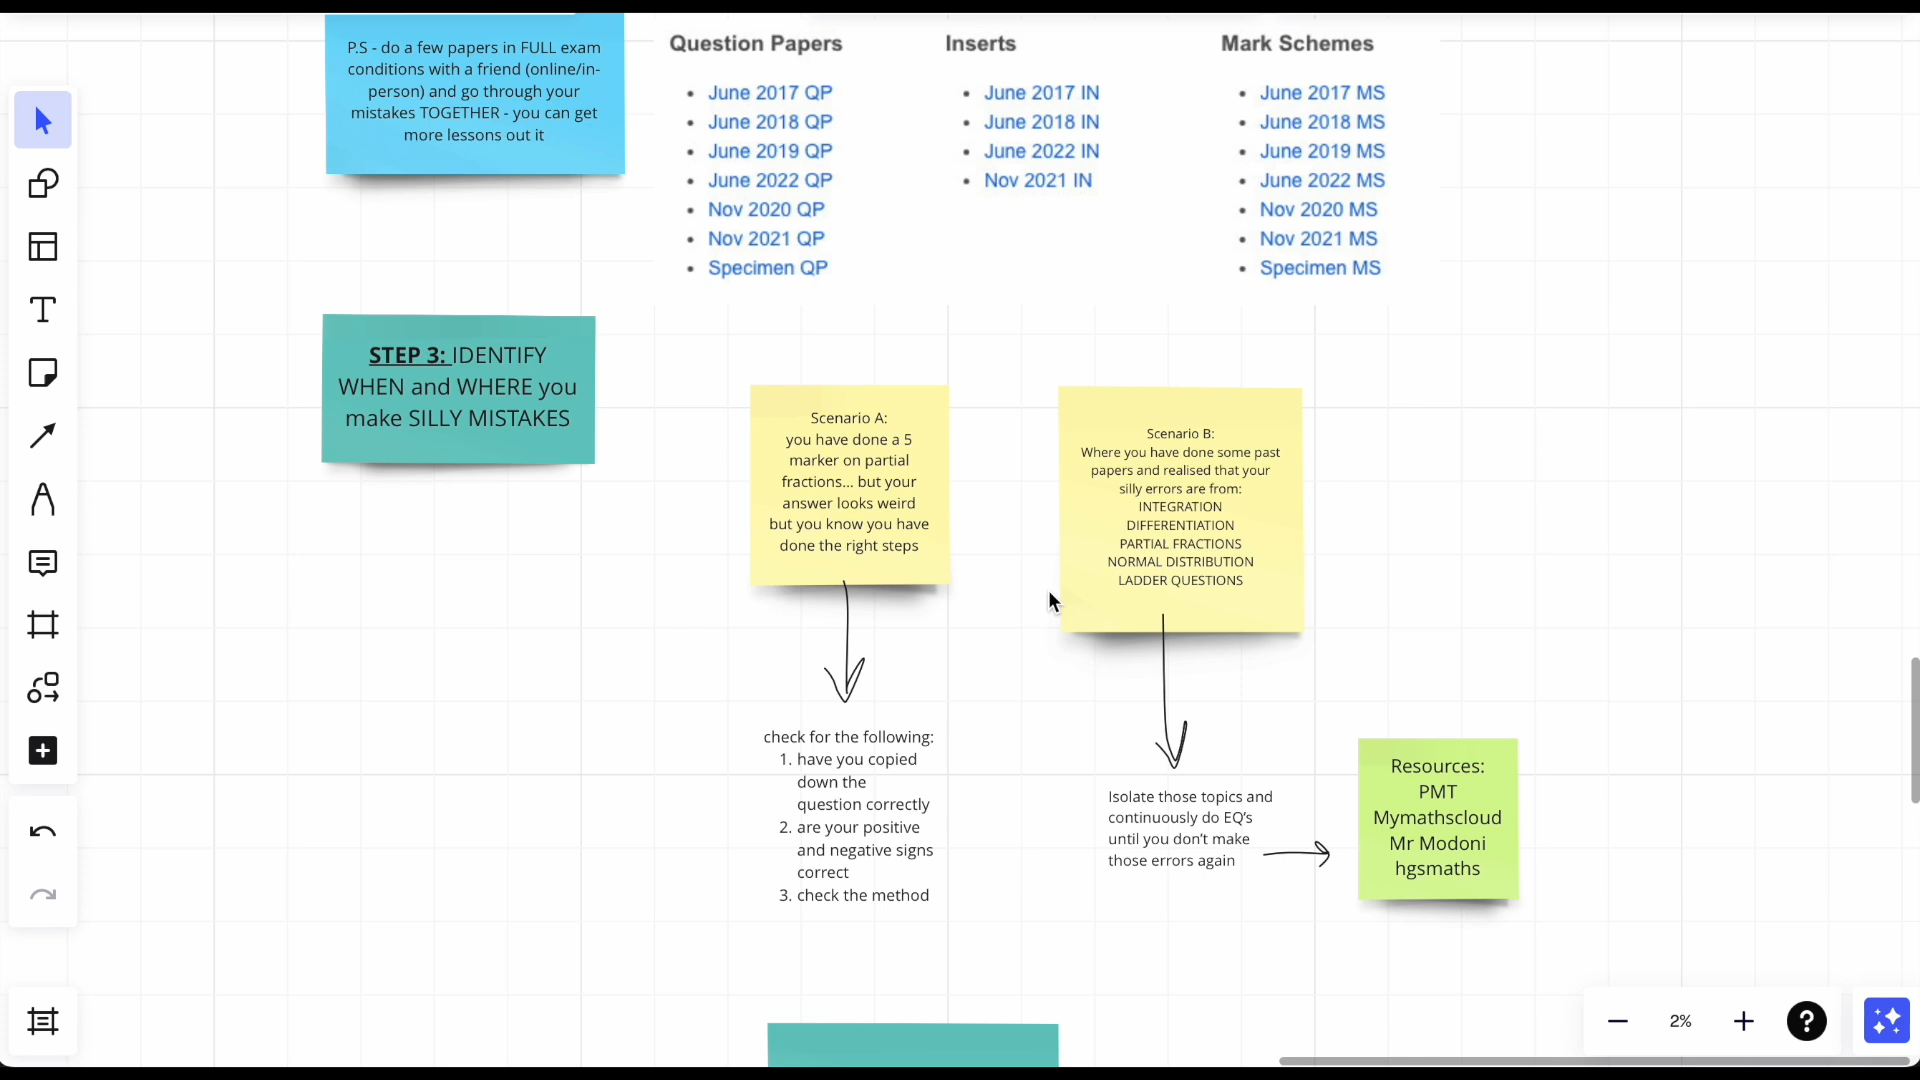 P.S - do a few papers in FULL exam
conditions with a friend (online/in-
person) and go through your
mistakes TOGETHER - you can get
more lessons out it
Question Papers
• June 2017 QP
• June 2018 QP
• June 2019 QP
• June 2022 QP
• Nov 2020 QP
• Nov 2021 QP
• Specimen QP
Inserts
• June 2017 IN
• June 2018 IN
• June 2022 IN
• Nov 2021 IN
Mark Schemes
• June 2017 MS
• June 2018 MS
• June 2019 MS
• June 2022 MS
• Nov 2020 MS
• Nov 2021 MS
• Specimen MS
STEP 3: IDENTIFY
WHEN and WHERE you
make SILLY MISTAKES
Scenario A:
you have done a 5
marker on partial
fractions... but your
answer looks weird
but you know you have
done the right steps
Scenario B:
Where you have done some past
papers and realised that your
silly errors are from:
INTEGRATION
DIFFERENTIATION
PARTIAL FRACTIONS
NORMAL DISTRIBUTION
LADDER QUESTIONS
check for the following:
1. have you copied
down the
question correctly
2. are your positive
and negative signs
correct
3. check the method
Isolate those topics and
continuously do EQ's
until you don't make
those errors again
Resources:
PMT
Mymathscloud
Mr Modoni
hgsmaths
2%